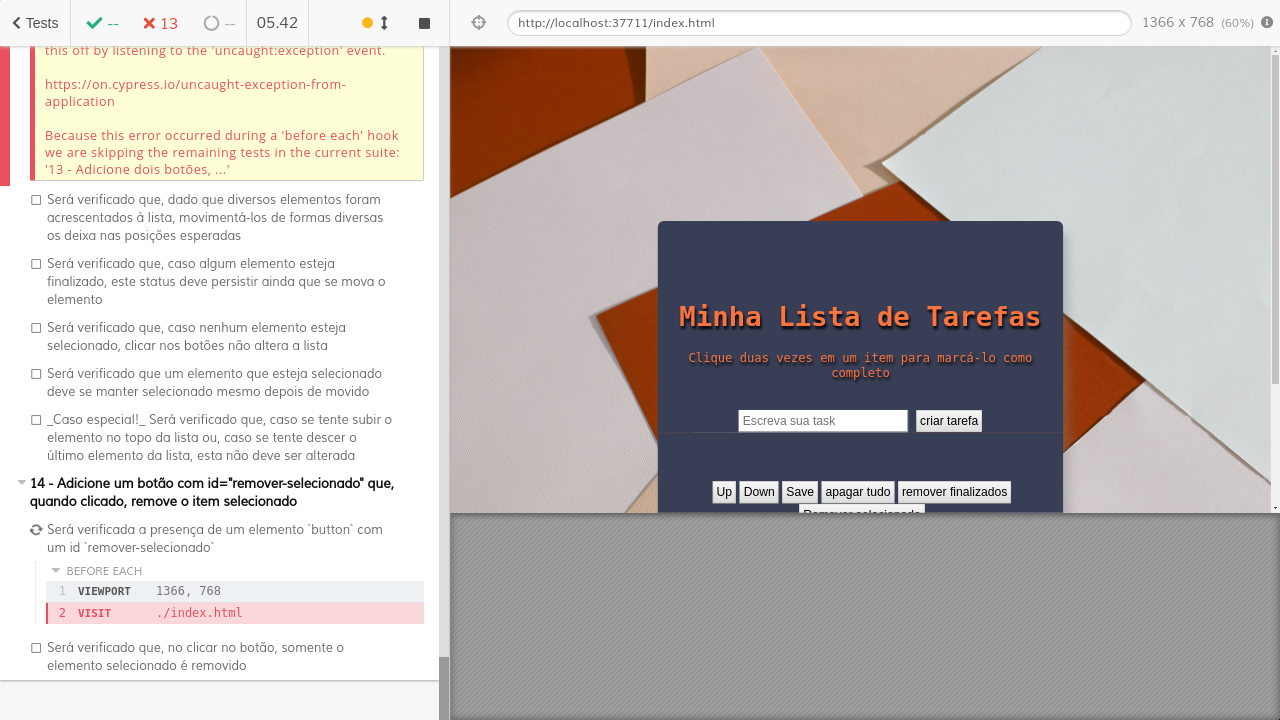 Tests
--
13
--
05.42
http://localhost:37711/index.html
1366 x 768 (60%)
this off by listening to the 'uncaught:exception' event.
https://on.cypress.io/uncaught-exception-from-
application
Because this error occurred during a 'before each' hook
we are skipping the remaining tests in the current suite:
'13 - Adicione dois botões, ...'
Será verificado que, dado que diversos elementos foram
acrescentados à lista, movimentá-los de formas diversas
os deixa nas posições esperadas
Será verificado que, caso algum elemento esteja
finalizado, este status deve persistir ainda que se mova o
elemento
Será verificado que, caso nenhum elemento esteja
selecionado, clicar nos botões não altera a lista
Será verificado que um elemento que esteja selecionado
deve se manter selecionado mesmo depois de movido
_Caso especial!_ Será verificado que, caso se tente subir o
elemento no topo da lista ou, caso se tente descer o
último elemento da lista, esta não deve ser alterada
14 - Adicione um botão com id="remover-selecionado" que,
quando clicado, remove o item selecionado
Será verificada a presença de um elemento `button` com
um id `remover-selecionado`
BEFORE EACH
1 VIEWPORT 1366, 768
2 VISIT ./index.html
Será verificado que, no clicar no botão, somente o
elemento selecionado é removido
Minha Lista de Tarefas
Clique duas vezes em um item para marcá-lo como
completo
Escreva sua task
criar tarefa
Up Down Save apagar tudo remover finalizados
Remover selecionado